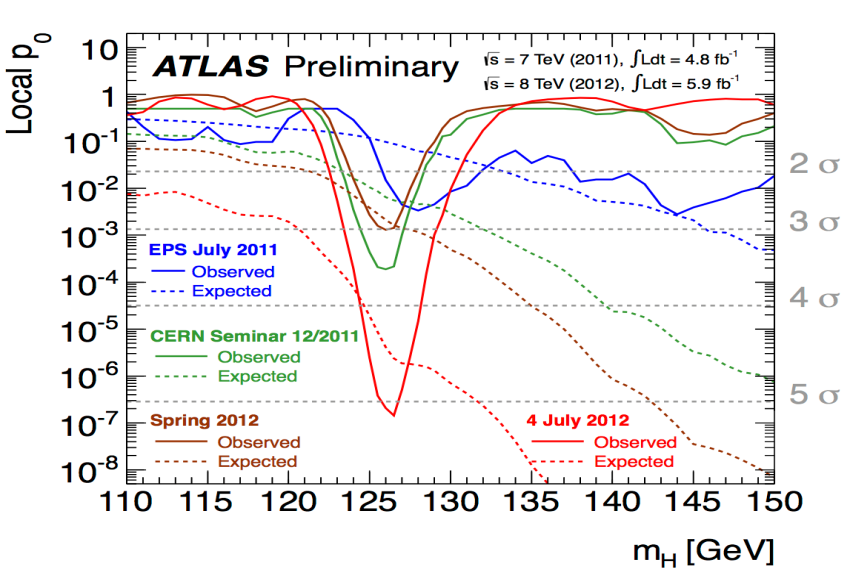 Local p₀
ATLAS Preliminary
√s = 7 TeV (2011), ∫Ldt = 4.8 fb⁻¹
√s = 8 TeV (2012), ∫Ldt = 5.9 fb⁻¹
10
1
10⁻¹
10⁻²
10⁻³
10⁻⁴
10⁻⁵
10⁻⁶
10⁻⁷
10⁻⁸
2 σ
3 σ
4 σ
5 σ
EPS July 2011
Observed
Expected
CERN Seminar 12/2011
Observed
Expected
Spring 2012
Observed
Expected
4 July 2012
Observed
Expected
110 115 120 125 130 135 140 145 150
m_H [GeV]